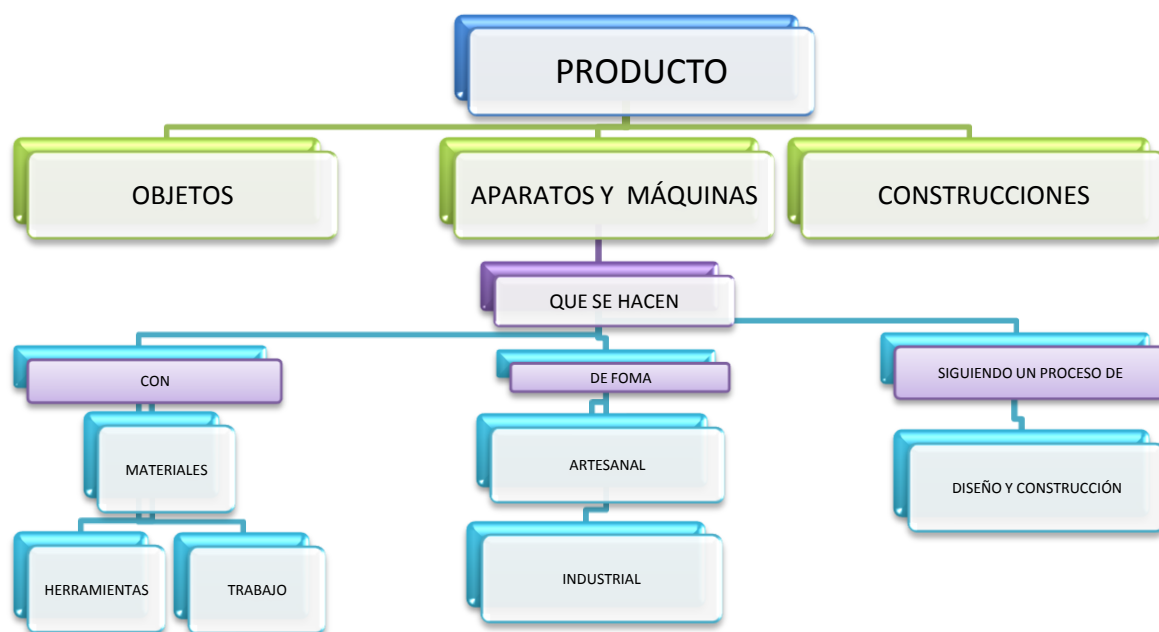 PRODUCTO
OBJETOS
APARATOS Y MÁQUINAS
CONSTRUCCIONES
QUE SE HACEN
CON
DE FOMA
SIGUIENDO UN PROCESO DE
MATERIALES
ARTESANAL
DISEÑO Y CONSTRUCCIÓN
HERRAMIENTAS
TRABAJO
INDUSTRIAL